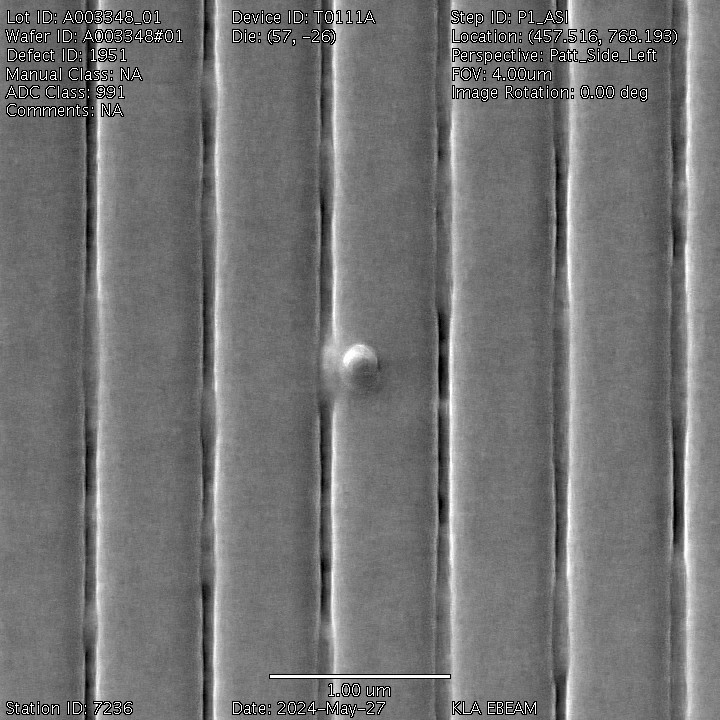 Lot ID: A003348_01
Device ID: T0111A
Step ID: P1_ASI
Wafer ID: A003348#01
Die: (57, -26)
Location: (457.516, 768.193)
Defect ID: 1951
Perspective: Patt_Side_Left
Manual Class: NA
FOV: 4.00um
ADC Class: 991
Image Rotation: 0.00 deg
Comments: NA
1.00 um
Station ID: 7236
Date: 2024-May-27
KLA EBEAM